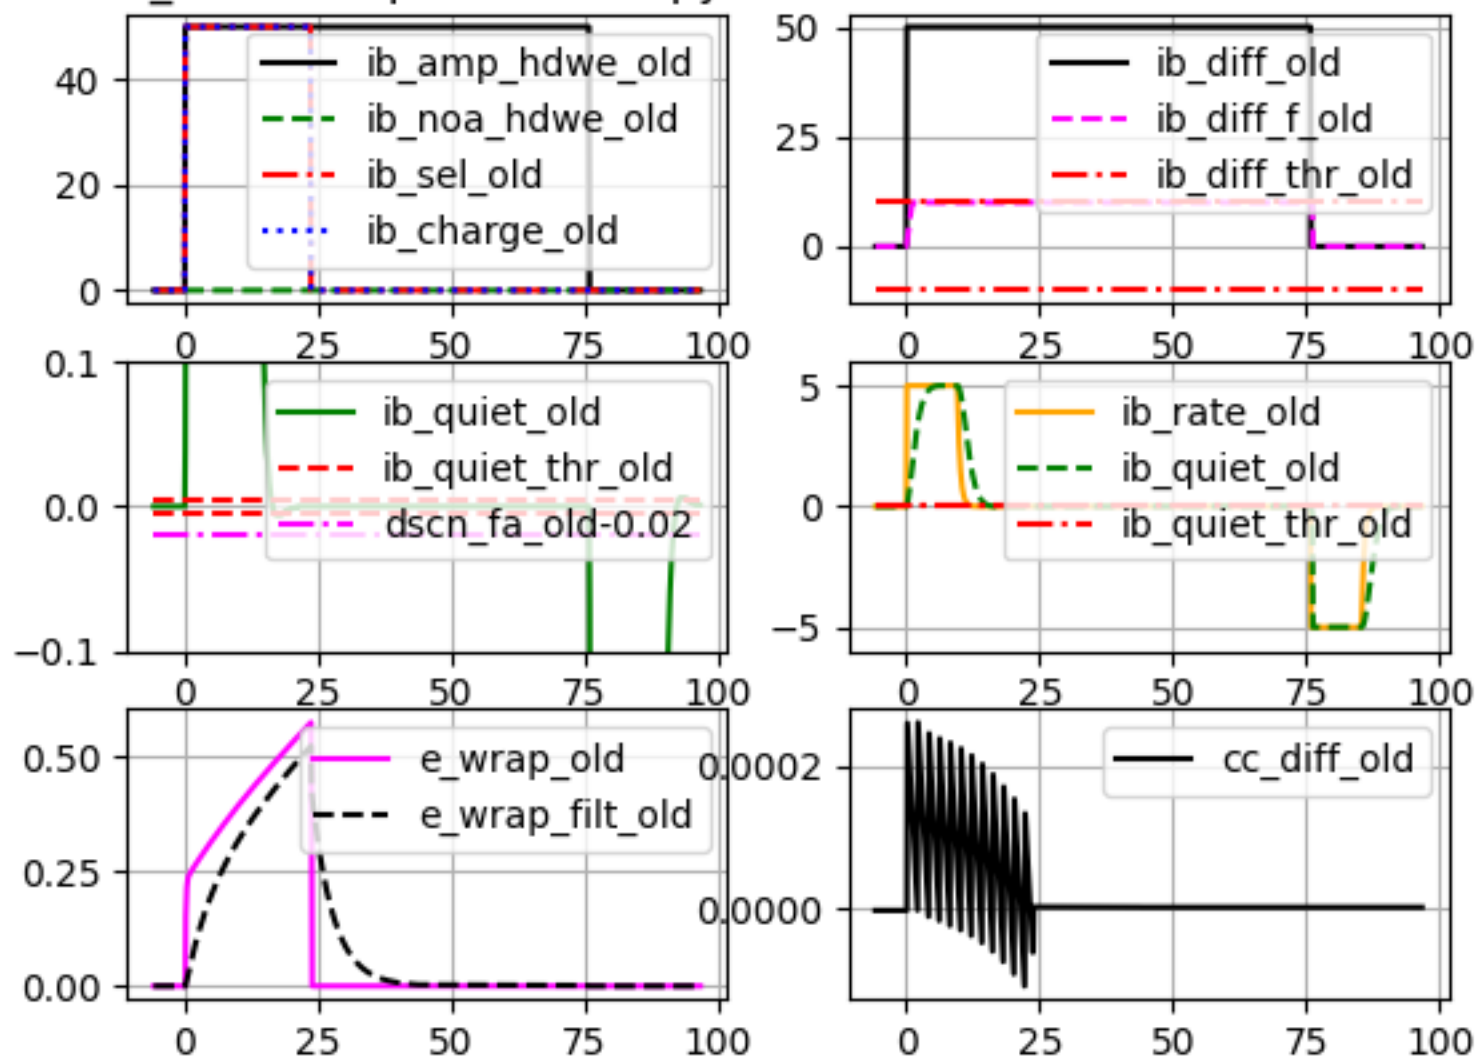 ib_amp_hdwe_old
ib_noa_hdwe_old
ib_sel_old
ib_charge_old
40
20
0
0 25 50 75 100
ib_diff_old
ib_diff_f_old
ib_diff_thr_old
50
25
0
0 25 50 75 100
ib_quiet_old
ib_quiet_thr_old
dscn_fa_old-0.02
0.1
0.0
−0.1
0 25 50 75 100
ib_rate_old
ib_quiet_old
ib_quiet_thr_old
5
0
−5
0 25 50 75 100
e_wrap_old
e_wrap_filt_old
0.50
0.25
0.00
0 25 50 75 100
cc_diff_old
0.0002
0.0000
0 25 50 75 100